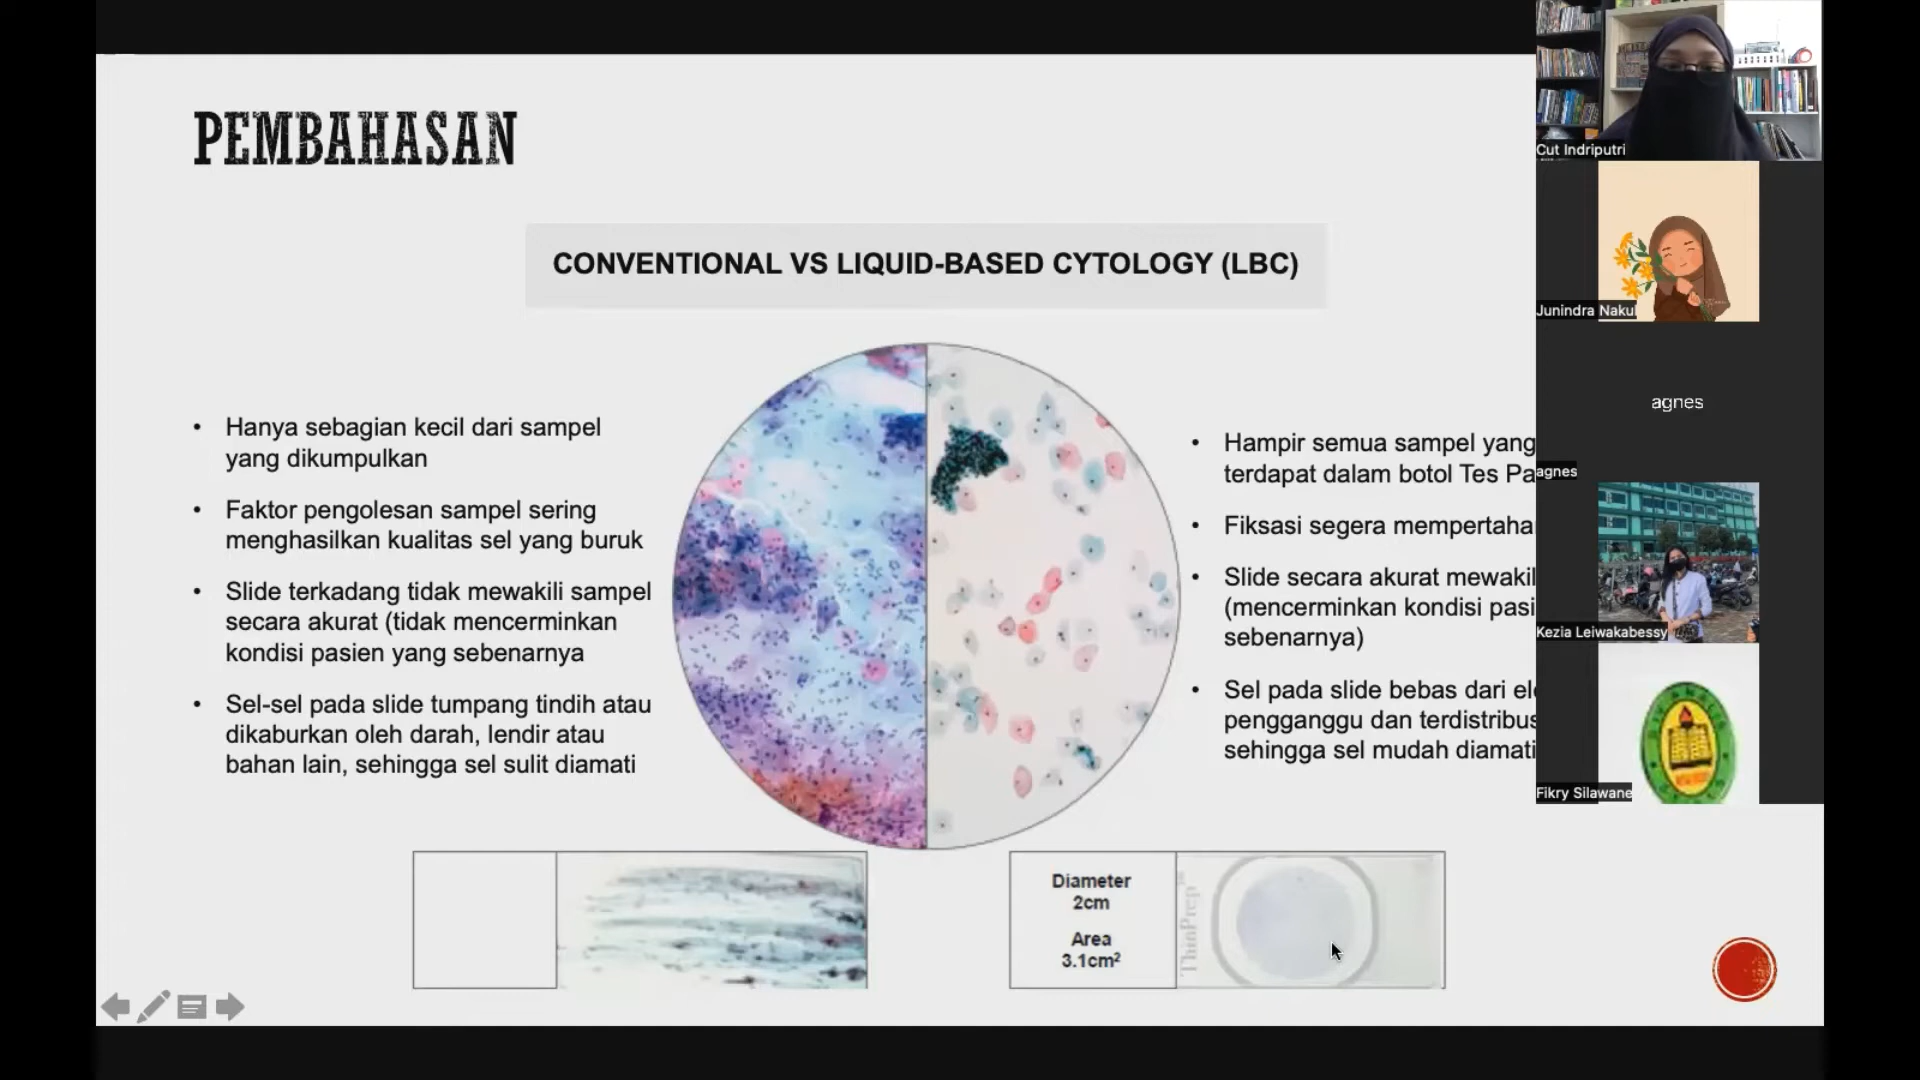 PEMBAHASAN
CONVENTIONAL VS LIQUID-BASED CYTOLOGY (LBC)
• Hanya sebagian kecil dari sampel
yang dikumpulkan
• Faktor pengolesan sampel sering
menghasilkan kualitas sel yang buruk
• Slide terkadang tidak mewakili sampel
secara akurat (tidak mencerminkan
kondisi pasien yang sebenarnya
• Sel-sel pada slide tumpang tindih atau
dikaburkan oleh darah, lendir atau
bahan lain, sehingga sel sulit diamati
• Hampir semua sampel yang
terdapat dalam botol Tes Pa
• Fiksasi segera mempertaha
• Slide secara akurat mewakil
(mencerminkan kondisi pasi
sebenarnya)
• Sel pada slide bebas dari el
pengganggu dan terdistribus
sehingga sel mudah diamati
Diameter
2cm
Area
3.1cm²
ThinPrep
Cut Indriputri
Junindra Nakul
agnes
agnes
Kezia Leiwakabessy
Fikry Silawane